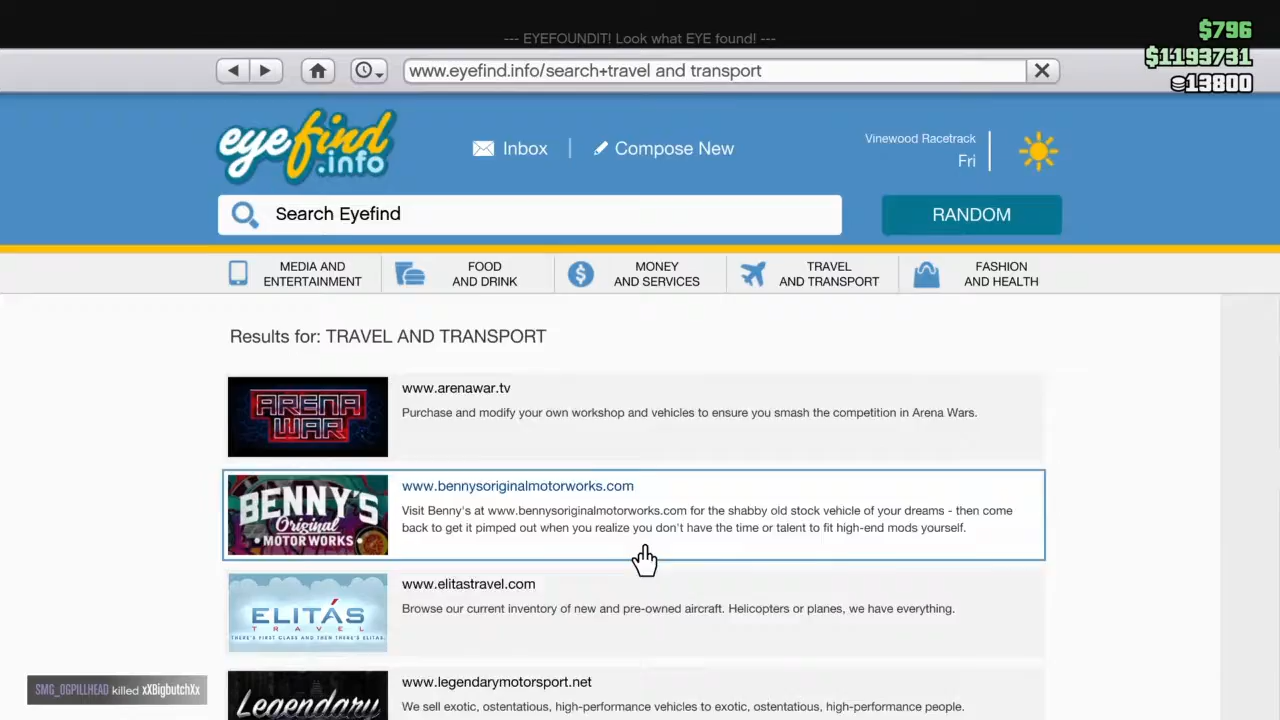 --- EYEFOUNDIT! Look what EYE found! ---
$796
$1193731
13800
www.eyefind.info/search+travel and transport
eyefind
.info
Inbox
Compose New
Vinewood Racetrack
Fri
Search Eyefind
RANDOM
MEDIA AND
ENTERTAINMENT
FOOD
AND DRINK
MONEY
AND SERVICES
TRAVEL
AND TRANSPORT
FASHION
AND HEALTH
Results for: TRAVEL AND TRANSPORT
ARENA
WAR
www.arenawar.tv
Purchase and modify your own workshop and vehicles to ensure you smash the competition in Arena Wars.
BENNY'S
Original
MOTOR WORKS
www.bennysoriginalmotorworks.com
Visit Benny's at www.bennysoriginalmotorworks.com for the shabby old stock vehicle of your dreams - then come
back to get it pimped out when you realize you don't have the time or talent to fit high-end mods yourself.
ELITÁS
TRAVEL
THERE'S FIRST CLASS AND THEN THERE'S ELITAS.
www.elitastravel.com
Browse our current inventory of new and pre-owned aircraft. Helicopters or planes, we have everything.
Legendary
www.legendarymotorsport.net
We sell exotic, ostentatious, high-performance vehicles to exotic, ostentatious, high-performance people.
SMG_OGPILLHEAD killed xXBigbutchXx